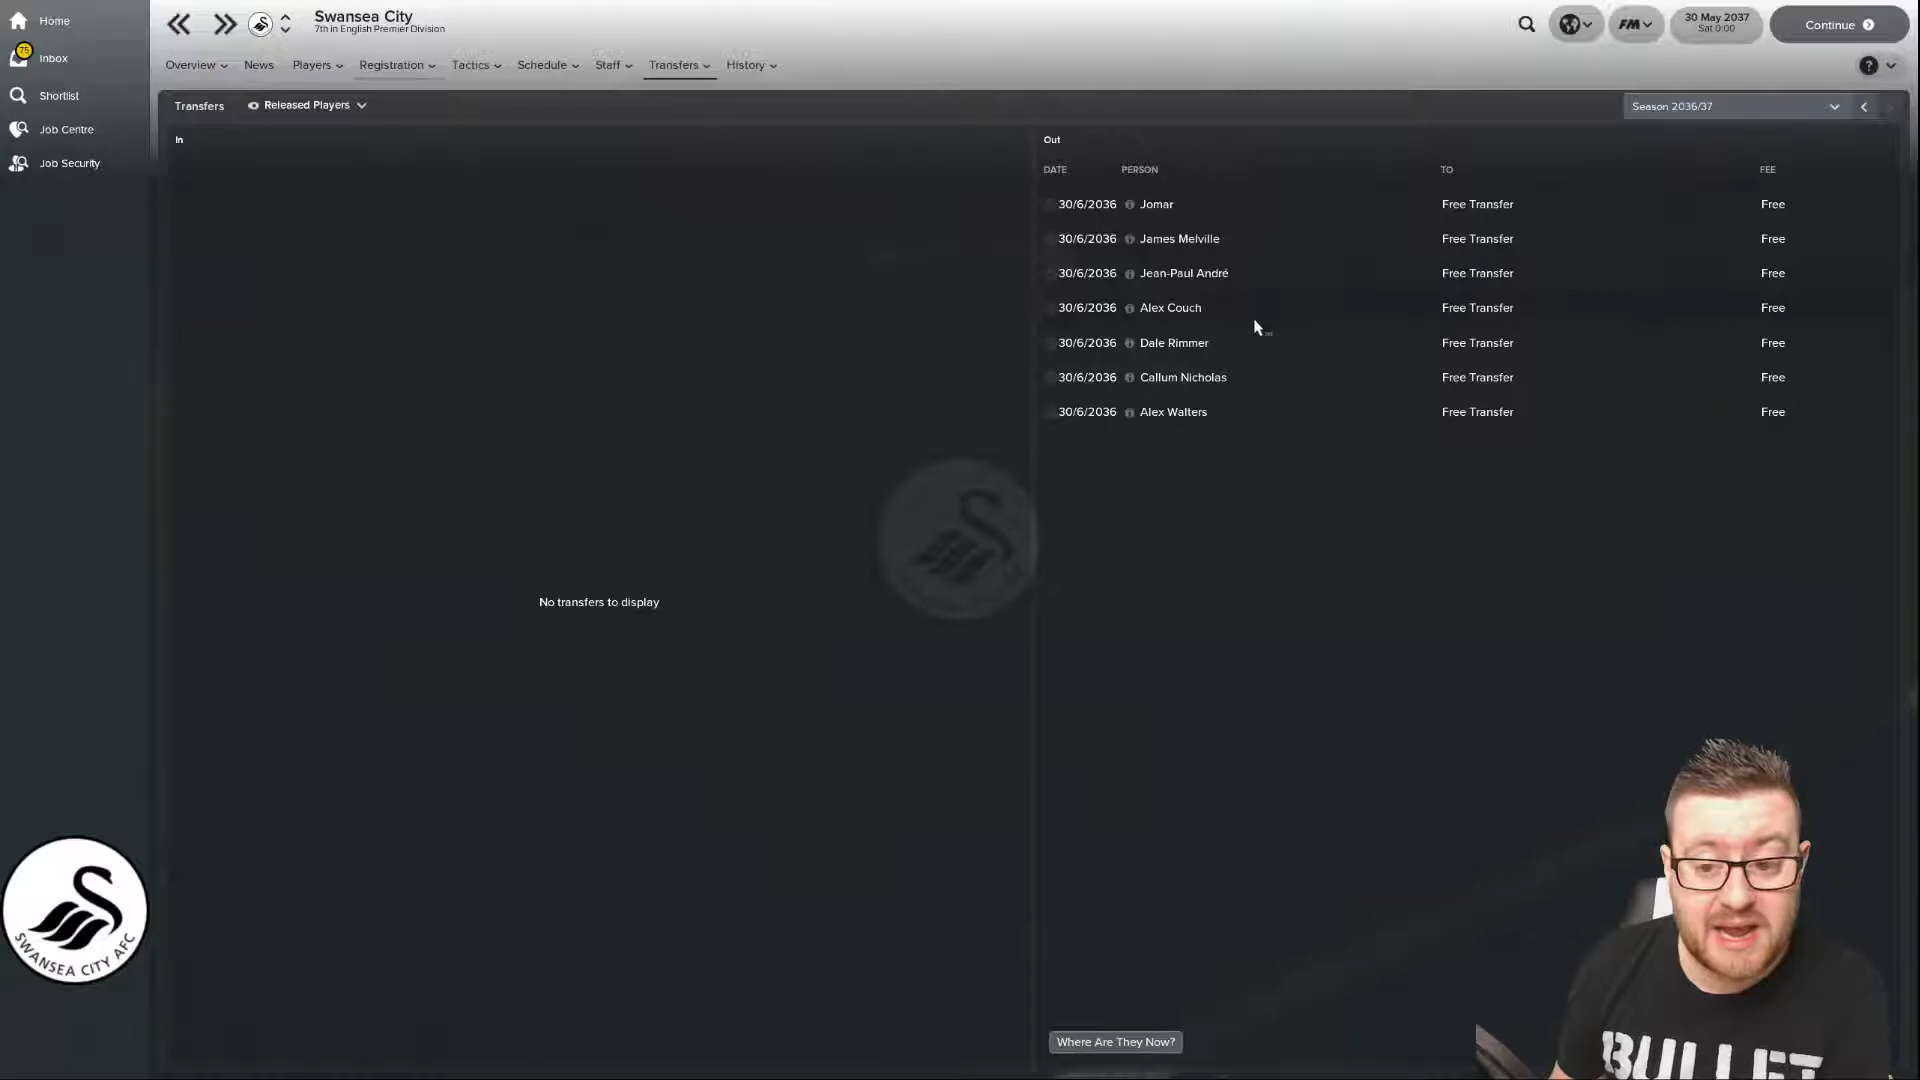 Home
75
Inbox
Shortlist
Job Centre
Job Security
Swansea City
7th in English Premier Division
FM
30 May 2037
Sat 0:00
Continue
Overview
News
Players
Registration
Tactics
Schedule
Staff
Transfers
History
?
Transfers
Released Players
Season 2036/37
In
No transfers to display
Out
DATE PERSON TO FEE
30/6/2036 Jomar Free Transfer Free
30/6/2036 James Melville Free Transfer Free
30/6/2036 Jean-Paul André Free Transfer Free
30/6/2036 Alex Couch Free Transfer Free
30/6/2036 Dale Rimmer Free Transfer Free
30/6/2036 Callum Nicholas Free Transfer Free
30/6/2036 Alex Walters Free Transfer Free
Where Are They Now?
SWANSEA CITY AFC
BULLET